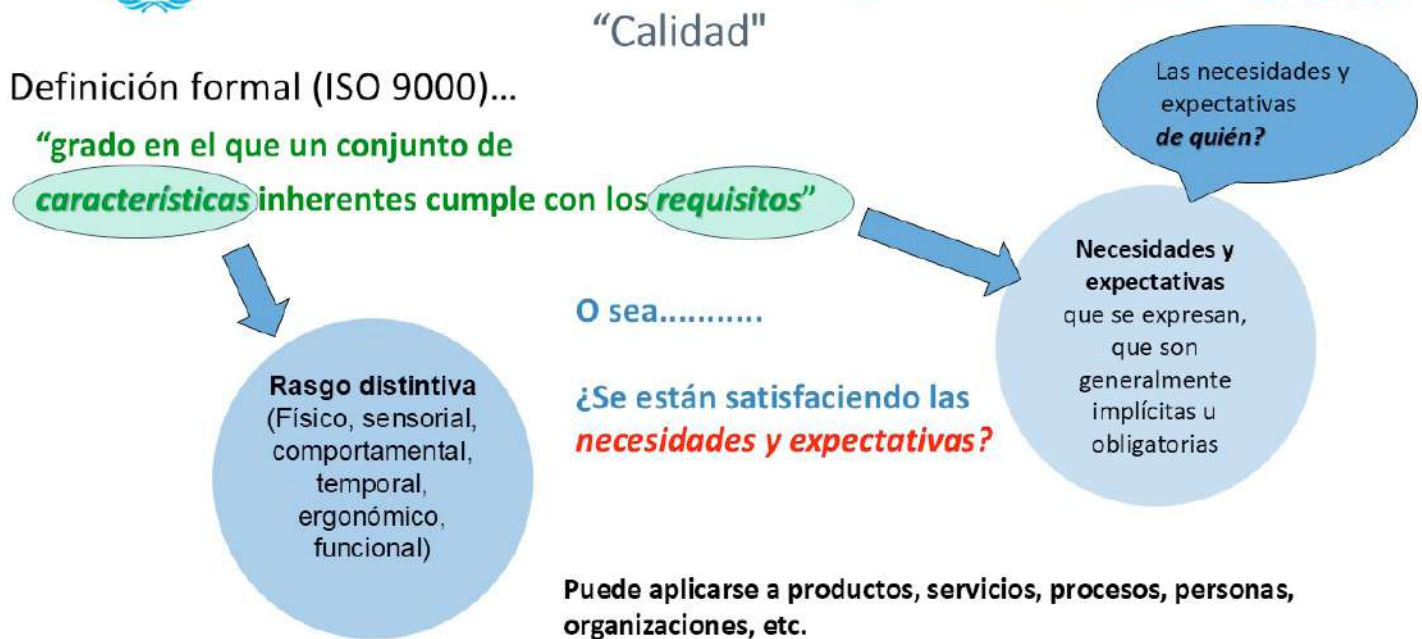 “Calidad"
Definición formal (ISO 9000)...
“grado en el que un conjunto de
características inherentes cumple con los requisitos”
Las necesidades y
expectativas
de quién?
Necesidades y
expectativas
que se expresan,
que son
generalmente
implícitas u
obligatorias
O sea...........
¿Se están satisfaciendo las
necesidades y expectativas?
Rasgo distintiva
(Físico, sensorial,
comportamental,
temporal,
ergonómico,
funcional)
Puede aplicarse a productos, servicios, procesos, personas,
organizaciones, etc.